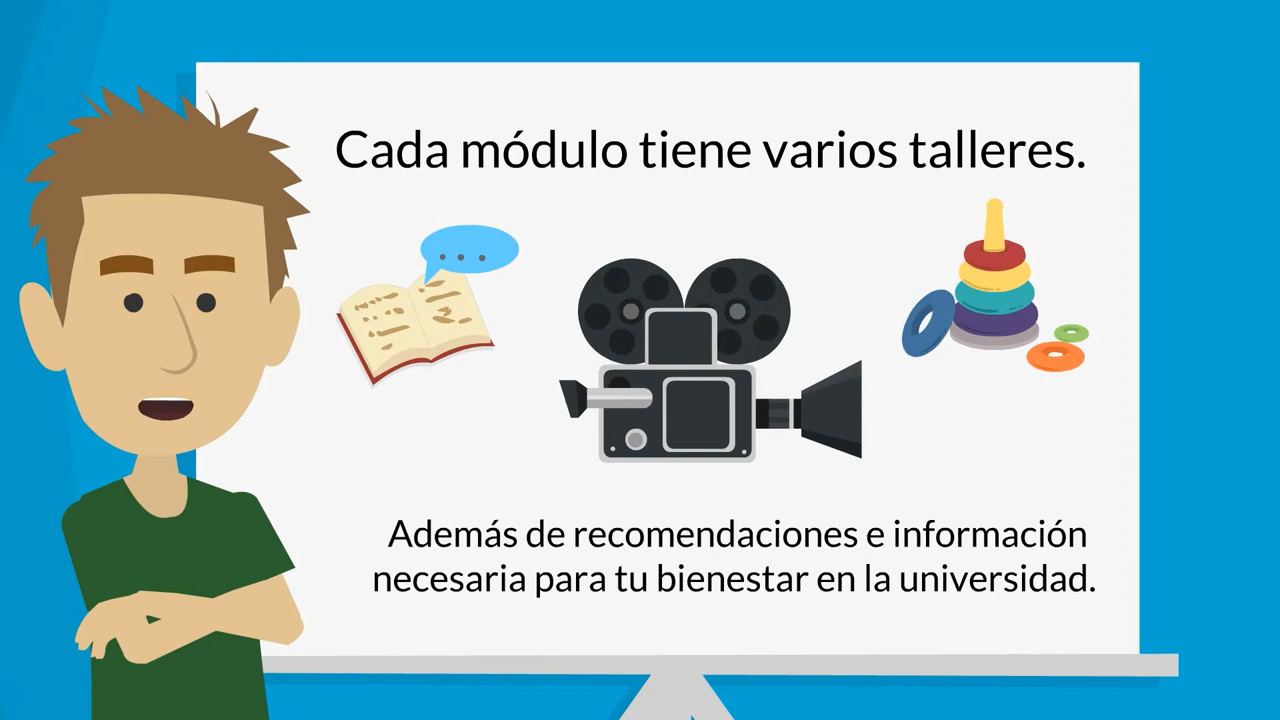 Cada módulo tiene varios talleres.
Además de recomendaciones e información
necesaria para tu bienestar en la universidad.